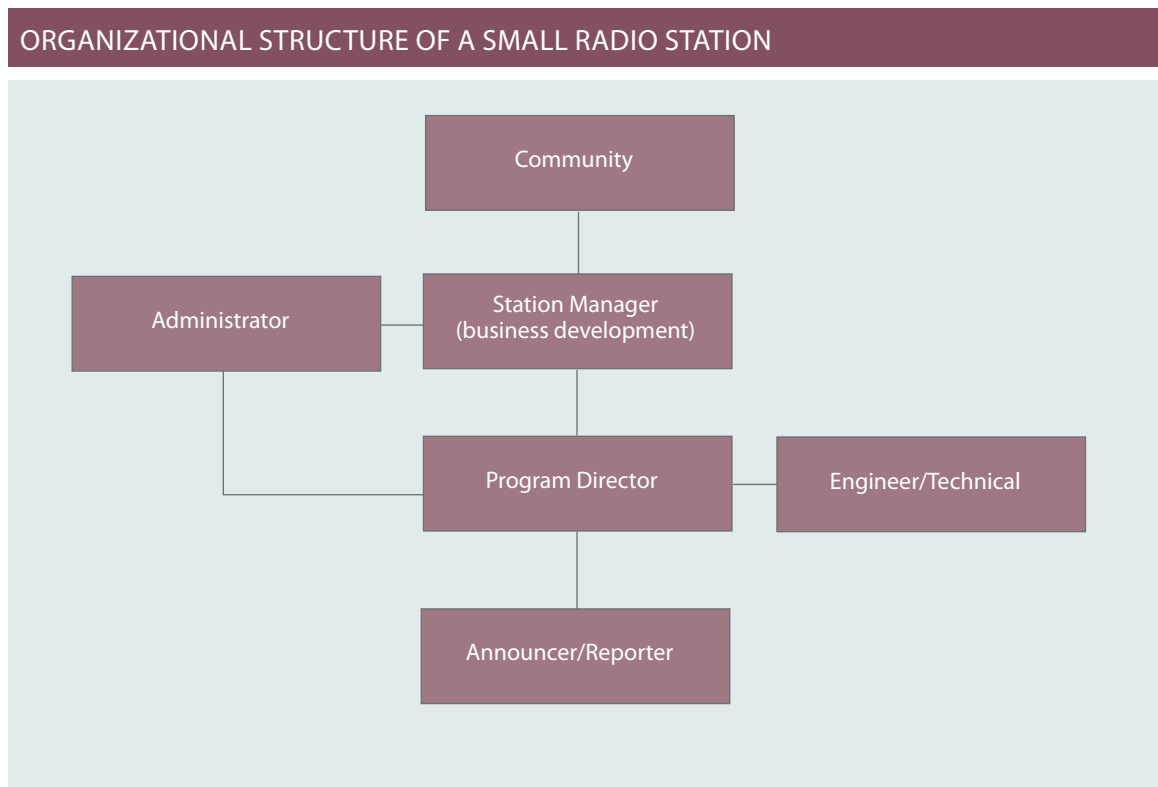 ORGANIZATIONAL STRUCTURE OF A SMALL RADIO STATION
Community
Administrator
Station Manager
(business development)
Program Director
Engineer/Technical
Announcer/Reporter